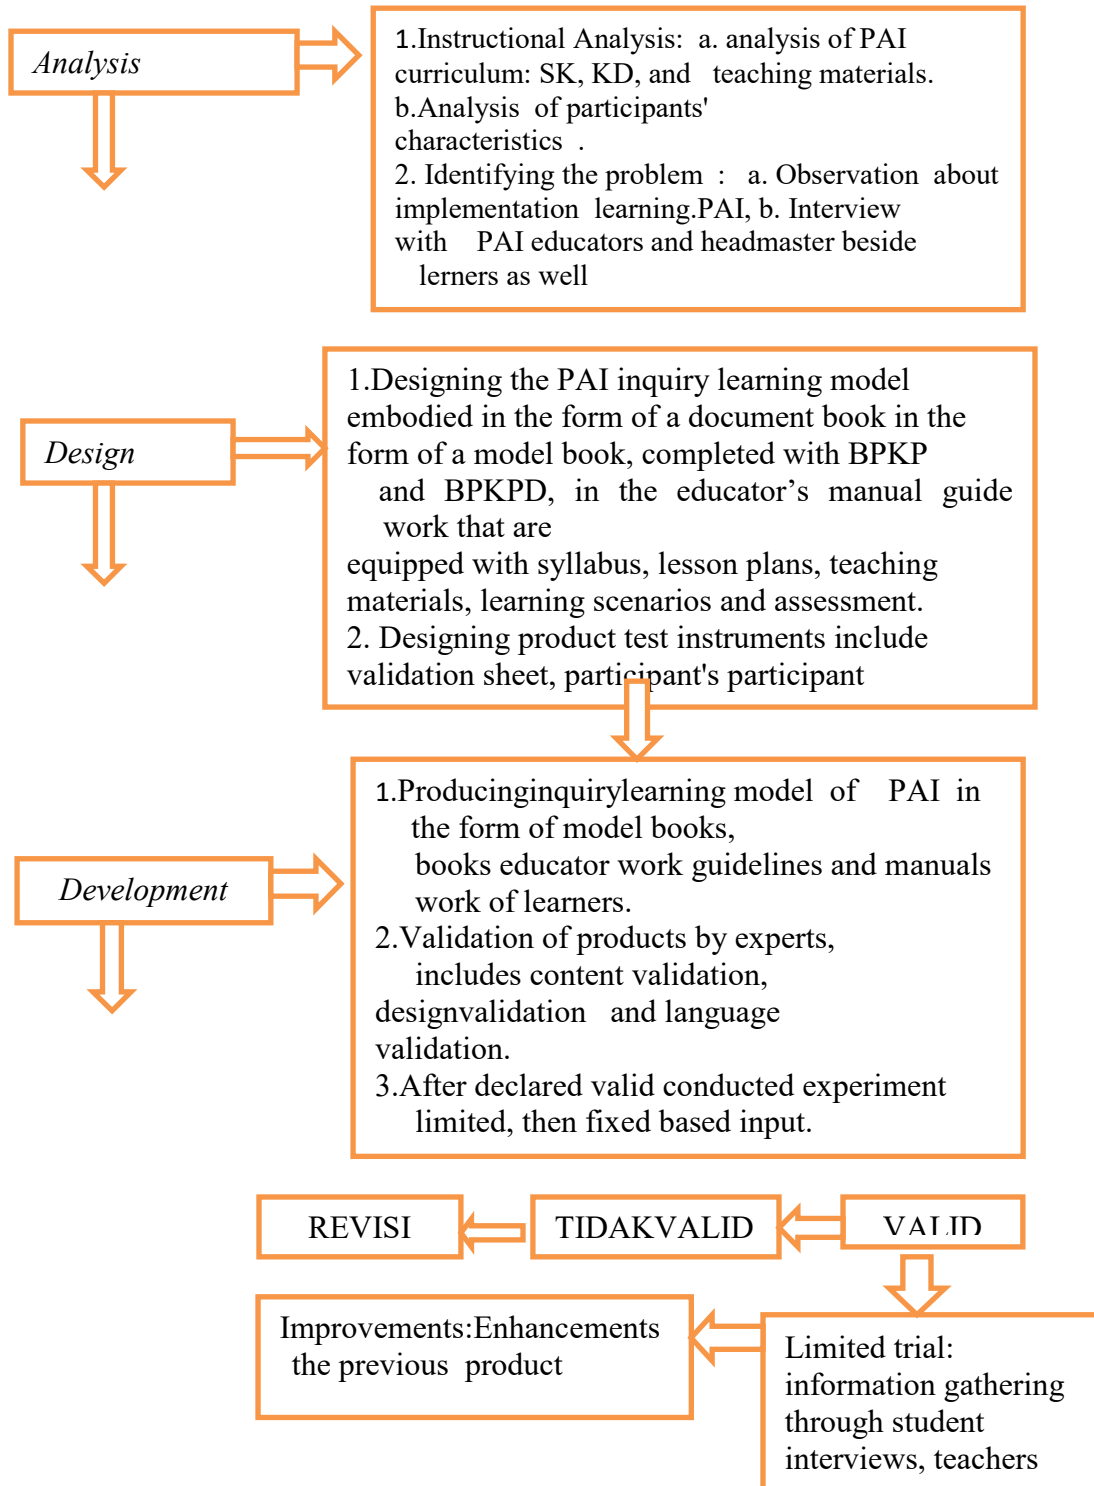 Analysis
1.Instructional Analysis: a. analysis of PAI
curriculum: SK, KD, and teaching materials.
b.Analysis of participants'
characteristics .
2. Identifying the problem : a. Observation about
implementation learning.PAI, b. Interview
with PAI educators and headmaster beside
lerners as well
Design
1.Designing the PAI inquiry learning model
embodied in the form of a document book in the
form of a model book, completed with BPKP
and BPKPD, in the educator’s manual guide
work that are
equipped with syllabus, lesson plans, teaching
materials, learning scenarios and assessment.
2. Designing product test instruments include
validation sheet, participant's participant
Development
1.Producinginquirylearning model of PAI in
the form of model books,
books educator work guidelines and manuals
work of learners.
2.Validation of products by experts,
includes content validation,
designvalidation and language
validation.
3.After declared valid conducted experiment
limited, then fixed based input.
REVISI
TIDAKVALID
VALID
Improvements:Enhancements
the previous product
Limited trial:
information gathering
through student
interviews, teachers